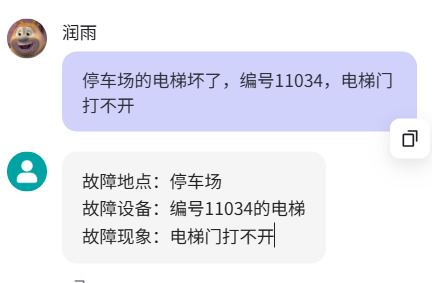 润雨
停车场的电梯坏了，编号11034，电梯门
打不开
故障地点：停车场
故障设备：编号11034的电梯
故障现象：电梯门打不开